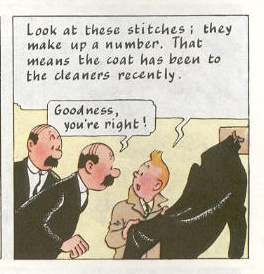 Look at these stitches; they
make up a number. That
means the coat has been to
the cleaners recently.
Goodness,
you're right!